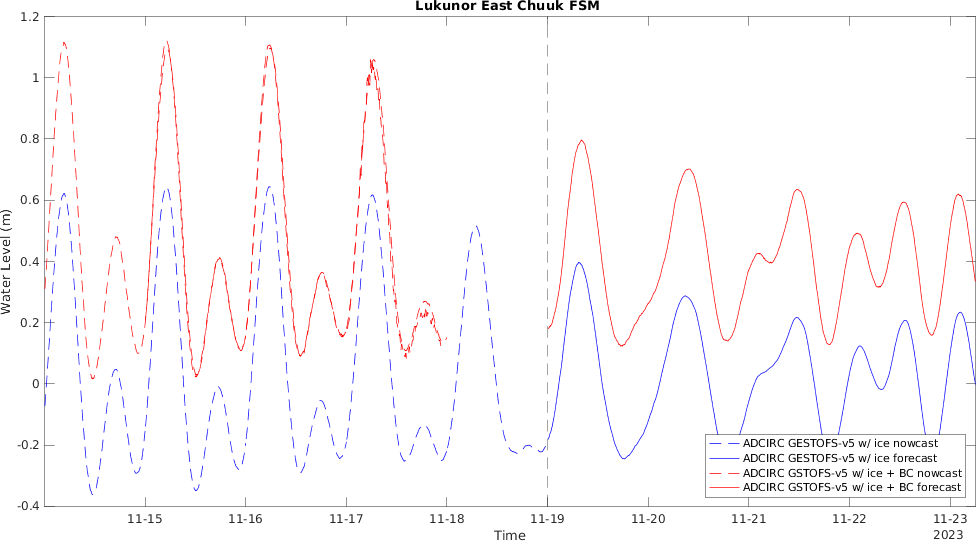 Lukunor East Chuuk FSM
1.2
1
0.8
0.6
0.4
0.2
0
-0.2
-0.4
Water Level (m)
11-15
11-16
11-17
11-18
11-19
11-20
11-21
11-22
11-23
2023
Time
ADCIRC GESTOFS-v5 w/ ice nowcast
ADCIRC GESTOFS-v5 w/ ice forecast
ADCIRC GSTOFS-v5 w/ ice + BC nowcast
ADCIRC GSTOFS-v5 w/ ice + BC forecast